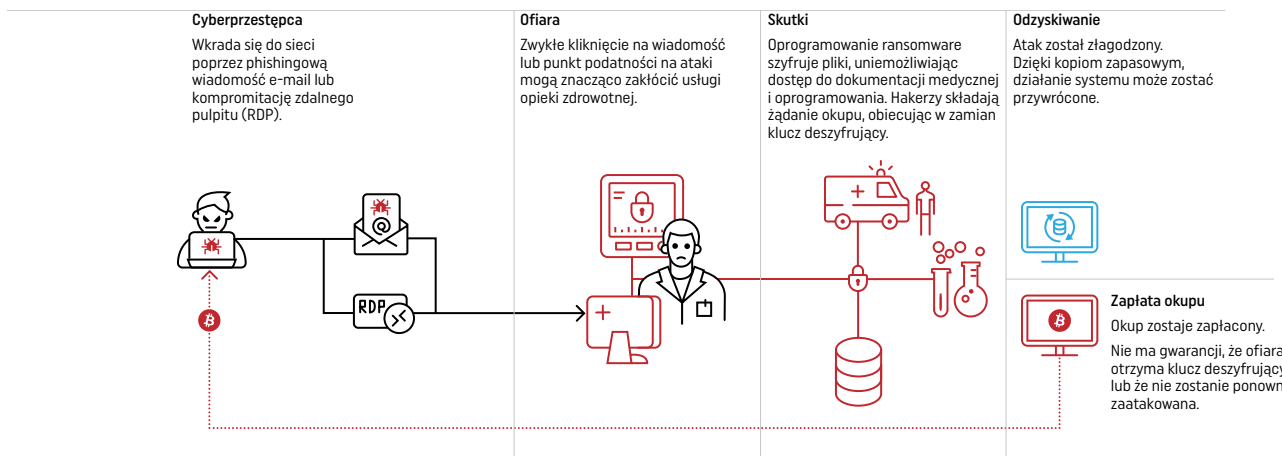 Cyberprzestępca
Wkrada się do sieci
poprzez phishingową
wiadomość e-mail lub
kompromitację zdalnego
pulpitu (RDP).
Ofiara
Zwykłe kliknięcie na wiadomość
lub punkt podatności na ataki
mogą znacząco zakłócić usługi
opieki zdrowotnej.
Skutki
Oprogramowanie ransomware
szyfruje pliki, uniemożliwiając
dostęp do dokumentacji medycznej
i oprogramowania. Hakerzy składają
żądanie okupu, obiecując w zamian
klucz deszyfrujący.
Odzyskiwanie
Atak został złagodzony.
Dzięki kopiom zapasowym,
działanie systemu może zostać
przywrócone.
@
RDP
Zapłata okupu
Okup zostaje zapłacony.
Nie ma gwarancji, że ofiara
otrzyma klucz deszyfrujący
lub że nie zostanie ponown
zaatakowana.